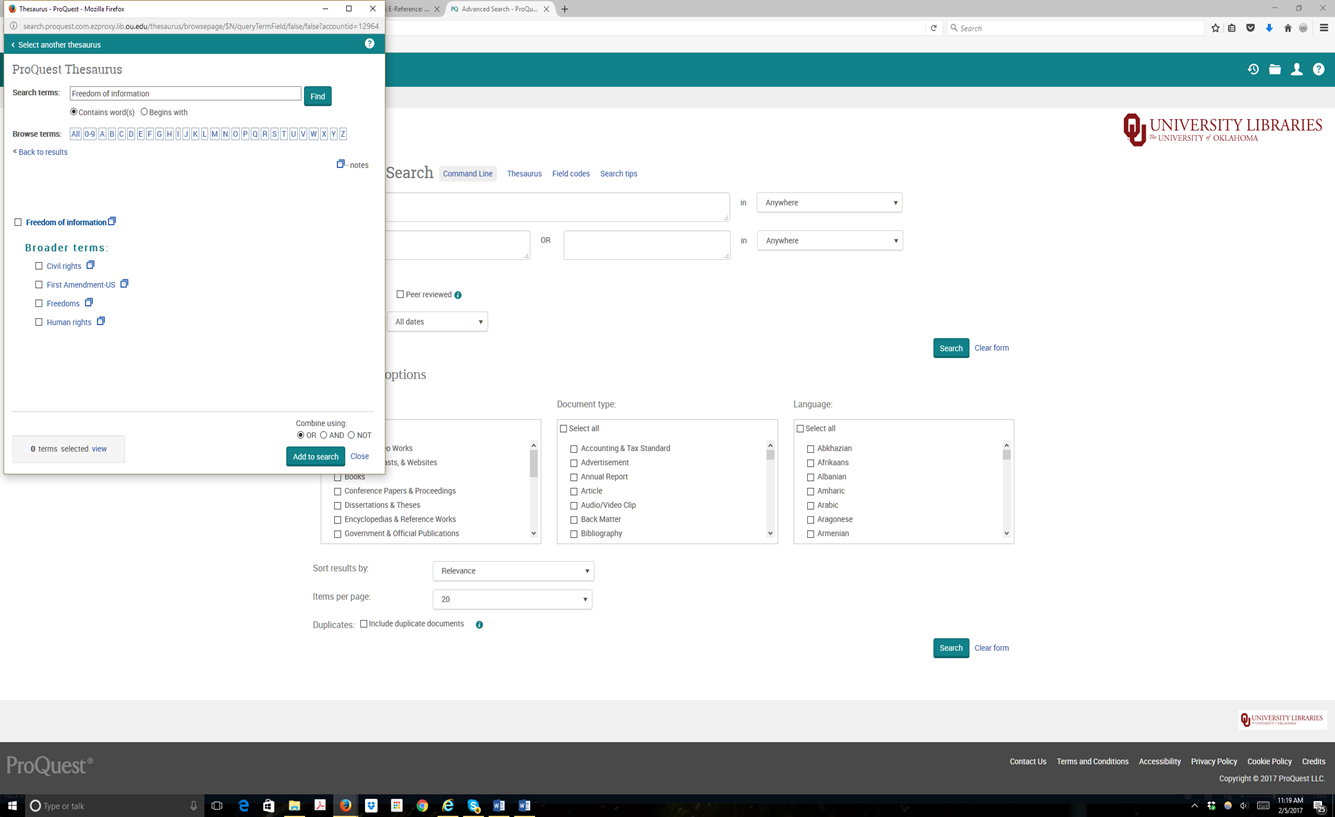 Thesaurus - ProQuest - Mozilla Firefox
search.proquest.com.ezproxy.lib.ou.edu/thesaurus/browsepage/$N/queryTermField/false/false?accountid=12964
Select another thesaurus
ProQuest Thesaurus
Search terms: Freedom of information Find
Contains word(s) Begins with
Browse terms: All 0-9 A B C D E F G H I J K L M N O P Q R S T U V W X Y Z
« Back to results
- notes
Freedom of information
Broader terms:
Civil rights
First Amendment-US
Freedoms
Human rights
Combine using:
OR AND NOT
0 terms selected view
Add to search Close
E-Reference: ...
Advanced Search - ProQu...
Search
UNIVERSITY LIBRARIES
The UNIVERSITY of OKLAHOMA
Search Command Line Thesaurus Field codes Search tips
in Anywhere
OR in Anywhere
Peer reviewed
All dates
Search Clear form
options
Document type: Language:
Works
, & Websites
Books
Conference Papers & Proceedings
Dissertations & Theses
Encyclopedias & Reference Works
Government & Official Publications
Select all
Accounting & Tax Standard
Advertisement
Annual Report
Article
Audio/Video Clip
Back Matter
Bibliography
Select all
Abkhazian
Afrikaans
Albanian
Amharic
Arabic
Aragonese
Armenian
Sort results by: Relevance
Items per page: 20
Duplicates: Include duplicate documents
Search Clear form
UNIVERSITY LIBRARIES
ProQuest®
Contact Us Terms and Conditions Accessibility Privacy Policy Cookie Policy Credits
Copyright © 2017 ProQuest LLC.
Type or talk
11:19 AM
2/5/2017
25